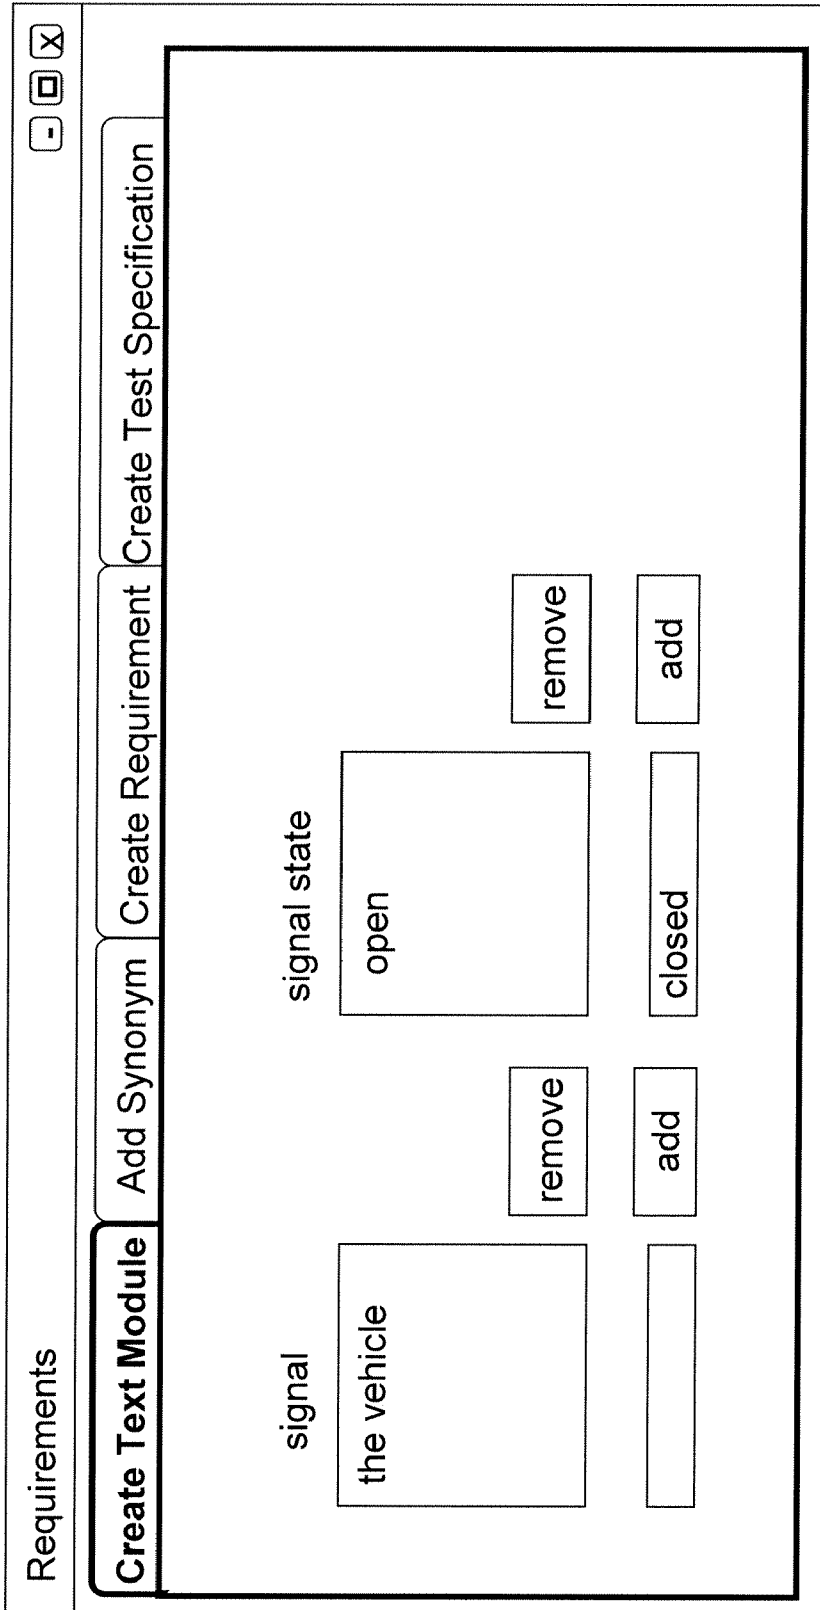 Requirements - □ X
Create Text Module Add Synonym Create Requirement Create Test Specification
signal signal state
the vehicle open
remove remove
closed
add add